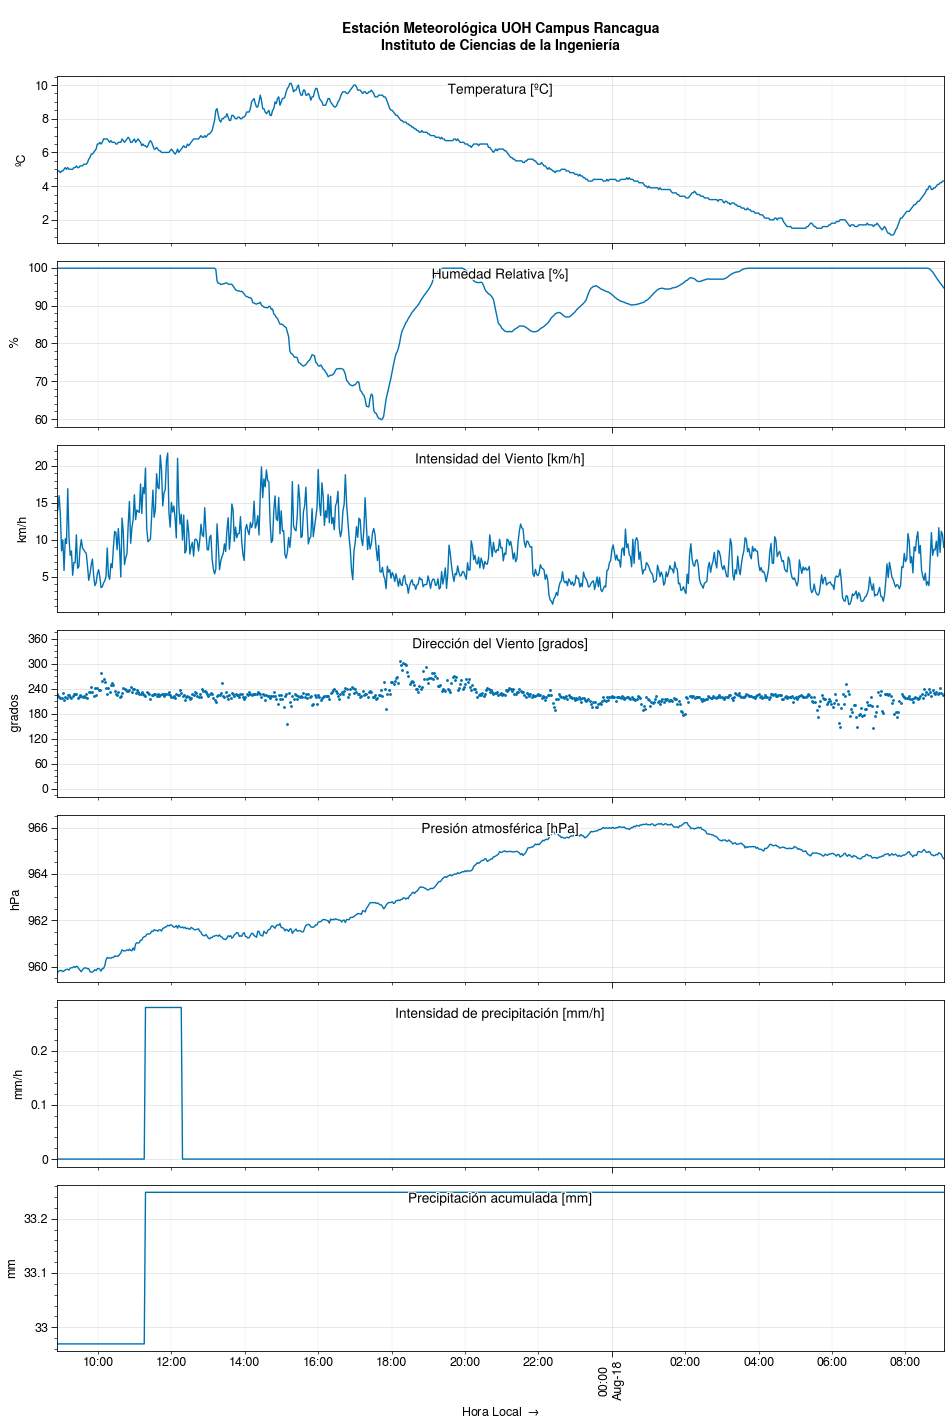 Estación Meteorológica UOH Campus Rancagua
Instituto de Ciencias de la Ingeniería
Temperatura [ºC]
ºC
10
8
6
4
2
Humedad Relativa [%]
%
100
90
80
70
60
Intensidad del Viento [km/h]
km/h
20
15
10
5
Dirección del Viento [grados]
grados
360
300
240
180
120
60
0
Presión atmosférica [hPa]
hPa
966
964
962
960
Intensidad de precipitación [mm/h]
mm/h
0.2
0.1
0
Precipitación acumulada [mm]
mm
33.2
33.1
33
10:00 12:00 14:00 16:00 18:00 20:00 22:00 00:00 02:00 04:00 06:00 08:00
Aug-18
Hora Local →